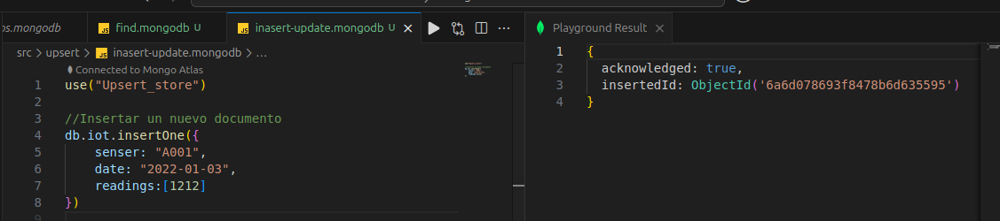 os.mongodb
find.mongodb U
inasert-update.mongodb U
Playground Result
src > upsert > inasert-update.mongodb > ...
Connected to Mongo Atlas
1 use("Upsert_store")
2
3 //Insertar un nuevo documento
4 db.iot.insertOne({
5 senser: "A001",
6 date: "2022-01-03",
7 readings:[1212]
8 })
9
1 {
2 acknowledged: true,
3 insertedId: ObjectId('6a6d078693f8478b6d635595')
4 }